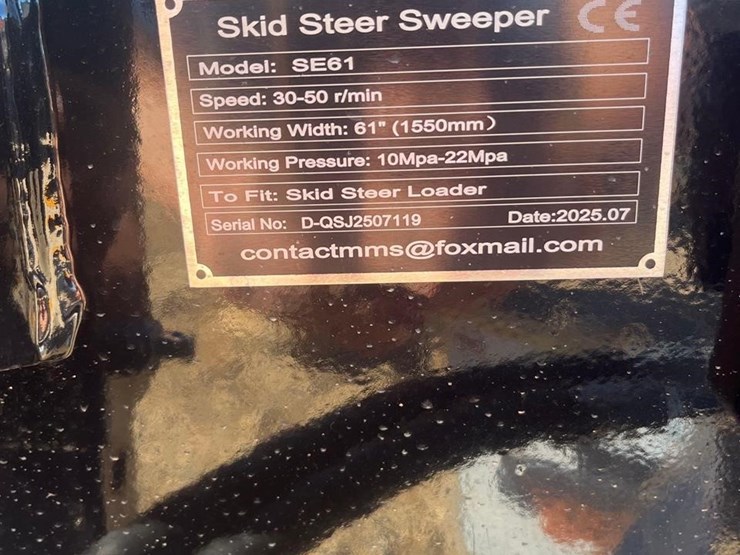 Skid Steer Sweeper CE
Model: SE61
Speed: 30-50 r/min
Working Width: 61" (1550mm)
Working Pressure: 10Mpa-22Mpa
To Fit: Skid Steer Loader
Serial No: D-QSJ2507119 Date:2025.07
contactmms@foxmail.com